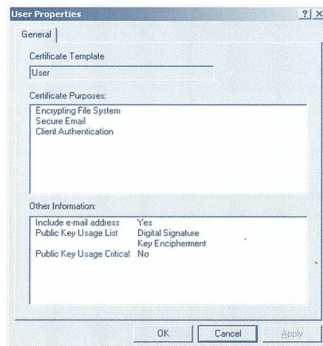 User Properties
General
Certificate Template
User
Certificate Purposes:
Encrypting File System
Secure Email
Client Authentication
Other Information:
Include e-mail address Yes
Public Key Usage List Digital Signature
Key Encipherment
Public Key Usage Critical No
OK Cancel Apply